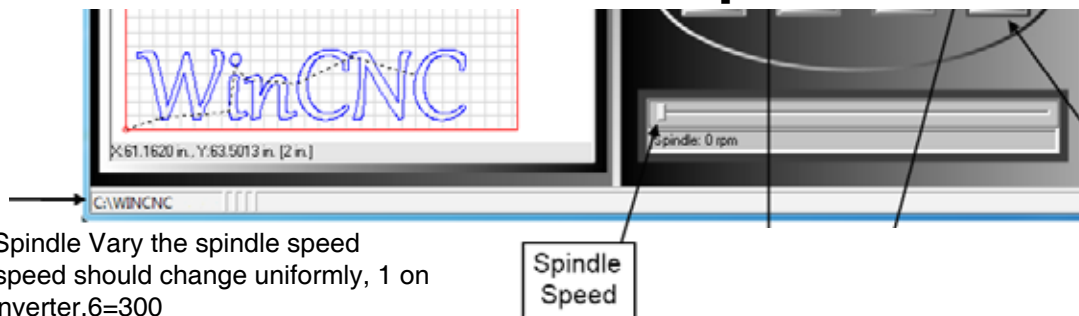 WinCNC
X:61.1620 in., Y:63.5013 in. [2 in.]
Spindle: 0 rpm
C:\WINCNC
Spindle Vary the spindle speed
speed should change uniformly, 1 on
nverter.6=300
Spindle
Speed